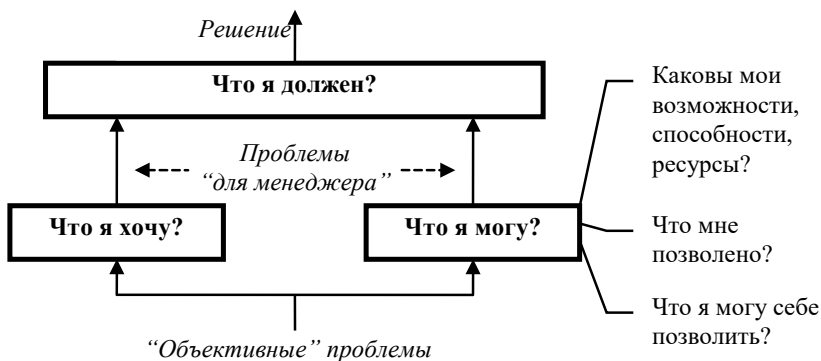 Решение
Что я должен?
Проблемы
“для менеджера”
Что я хочу?
Что я могу?
“Объективные” проблемы
Каковы мои
возможности,
способности,
ресурсы?
Что мне
позволено?
Что я могу себе
позволить?